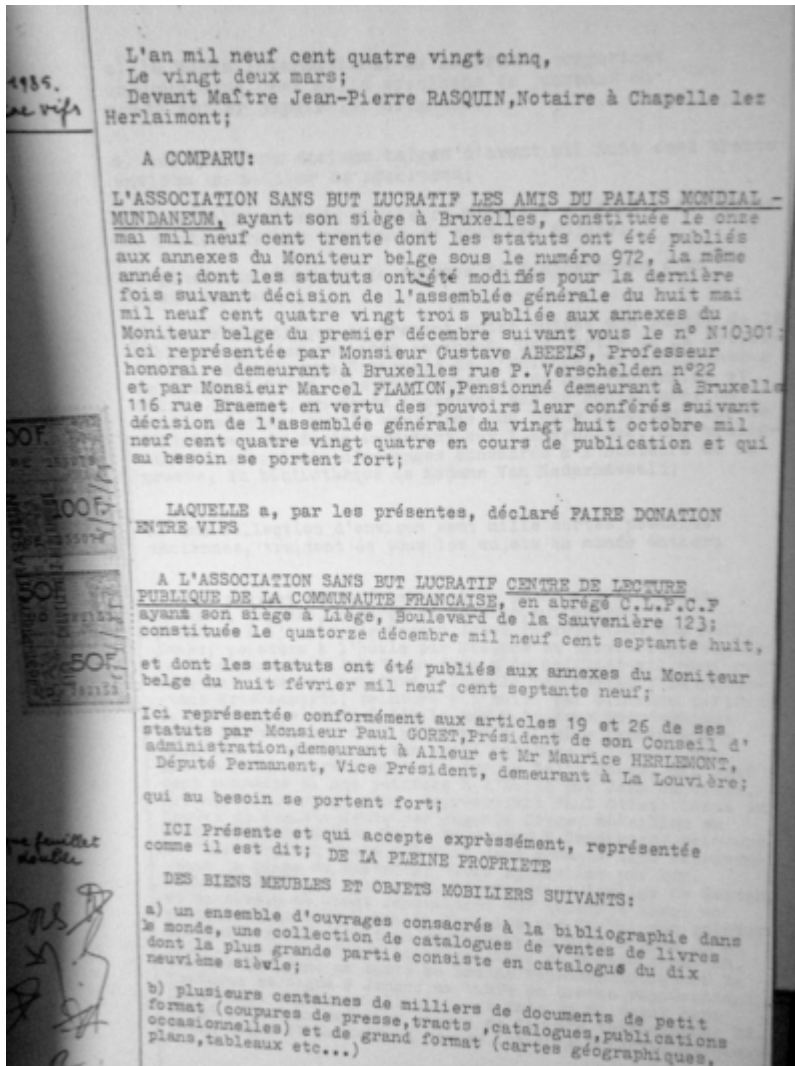 L'an mil neuf cent quatre vingt cinq,
Le vingt deux mars;
Devant Maître Jean-Pierre RASQUIN,Notaire à Chapelle lez
Herlaimont;
1985.
vifs
A COMPARU:
L'ASSOCIATION SANS BUT LUCRATIF LES AMIS DU PALAIS MONDIAL -
MUNDANEUM, ayant son siège à Bruxelles, constituée le onze
mai mil neuf cent trente dont les statuts ont été publiés
aux annexes du Moniteur belge sous le numéro 972, la même
année; dont les statuts ont été modifiés pour la dernière
fois suivant décision de l'assemblée générale du huit mai
mil neuf cent quatre vingt trois publiée aux annexes du
Moniteur belge du premier décembre suivant vous le n° N10301;
ici représentée par Monsieur Gustave ABEELS, Professeur
honoraire demeurant à Bruxelles rue P. Verschelden n°22
et par Monsieur Marcel FLAMION,Pensionné demeurant à Bruxelle
116 rue Braemet en vertu des pouvoirs leur conférés suivant
décision de l'assemblée générale du vingt huit octobre mil
neuf cent quatre vingt quatre en cours de publication et qui
au besoin se portent fort;
LAQUELLE a, par les présentes, déclaré FAIRE DONATION
ENTRE VIFS
00F.
100F
50F
A L'ASSOCIATION SANS BUT LUCRATIF CENTRE DE LECTURE
PUBLIQUE DE LA COMMUNAUTE FRANCAISE, en abrégé C.L.P.C.F
ayant son siège à Liège, Boulevard de la Sauvenière 123;
constituée le quatorze décembre mil neuf cent septante huit,
et dont les statuts ont été publiés aux annexes du Moniteur
belge du huit février mil neuf cent septante neuf;
Ici représentée conformément aux articles 19 et 26 de ses
statuts par Monsieur Paul GORET,Président de son Conseil d'
administration,demeurant à Alleur et Mr Maurice HERLEMONT,
Député Permanent, Vice Président, demeurant à La Louvière;
qui au besoin se portent fort;
feuillet
double
ICI Présente et qui accepte exprèssément, représentée
comme il est dit; DE LA PLEINE PROPRIETE
DES BIENS MEUBLES ET OBJETS MOBILIERS SUIVANTS:
a) un ensemble d'ouvrages consacrés à la bibliographie dans
le monde, une collection de catalogues de ventes de livres
dont la plus grande partie consiste en catalogue du dix
neuvième sièvle;
b) plusieurs centaines de milliers de documents de petit
format (coupures de presse,tracts ,catalogues,publications
occasionnelles) et de grand format (cartes géographiques,
plans,tableaux etc...)